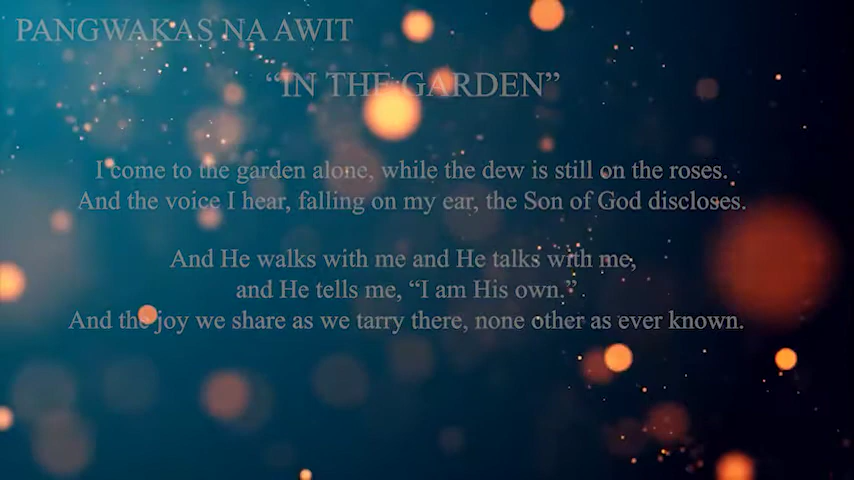 PANGWAKAS NA AWIT
“IN THE GARDEN”
I come to the garden alone, while the dew is still on the roses.
And the voice I hear, falling on my ear, the Son of God discloses.
And He walks with me and He talks with me,
and He tells me, “I am His own.”
And the joy we share as we tarry there, none other as ever known.